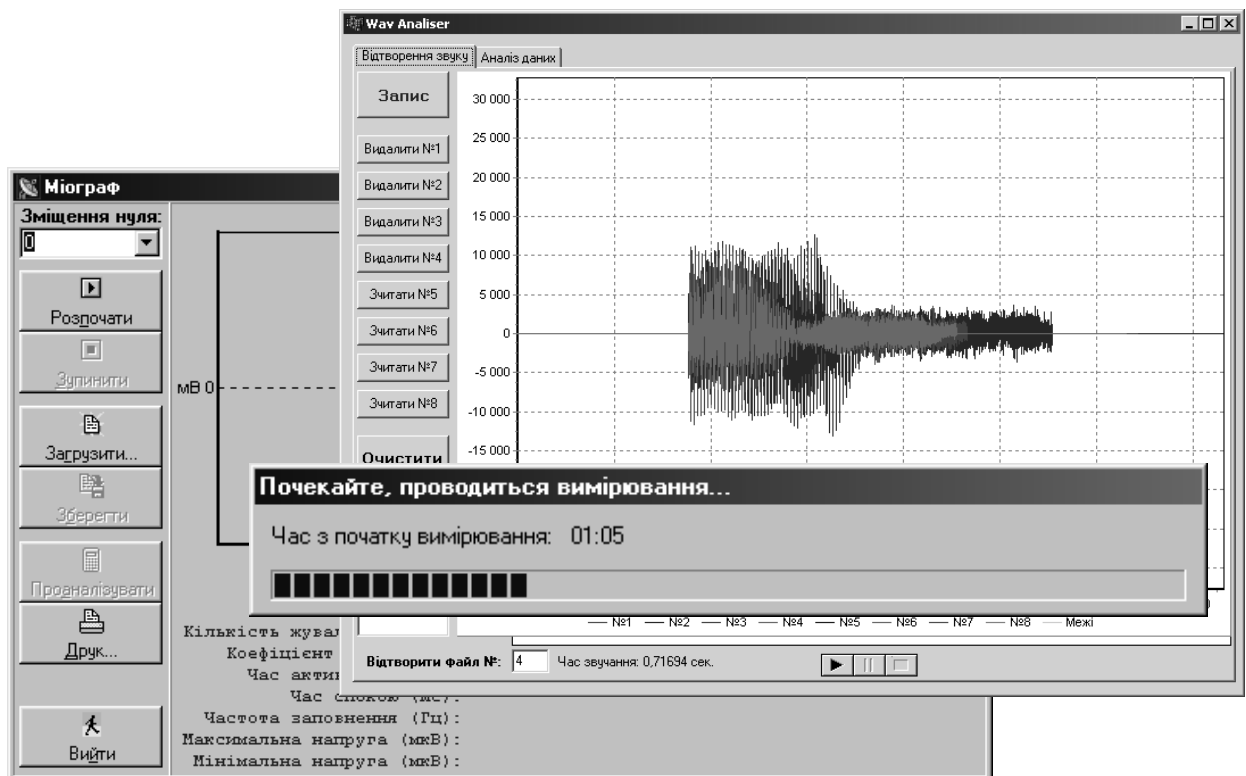 Wav Analiser
Відтворення звуку Аналіз даних
Запис
Видалити №1
Видалити №2
Видалити №3
Видалити №4
Зчитати №5
Зчитати №6
Зчитати №7
Зчитати №8
Очистити
30 000
25 000
20 000
15 000
10 000
5 000
0
-5 000
-10 000
-15 000
№1 №2 №3 №4 №5 №6 №7 №8 Межі
Відтворити файл №: 4 Час звучання: 0,71694 сек.
Міограф
Зміщення нуля:
0
Розпочати
Зупинити
Загрузити...
Зберегти
Проаналізувати
Друк...
Вийти
мВ 0
Почекайте, проводиться вимірювання...
Час з початку вимірювання: 01:05
Кількість
Коефіцієнт
Час
Час спокою (мс):
Частота заповнення (Гц):
Максимальна напруга (мкВ):
Мінімальна напруга (мкВ):